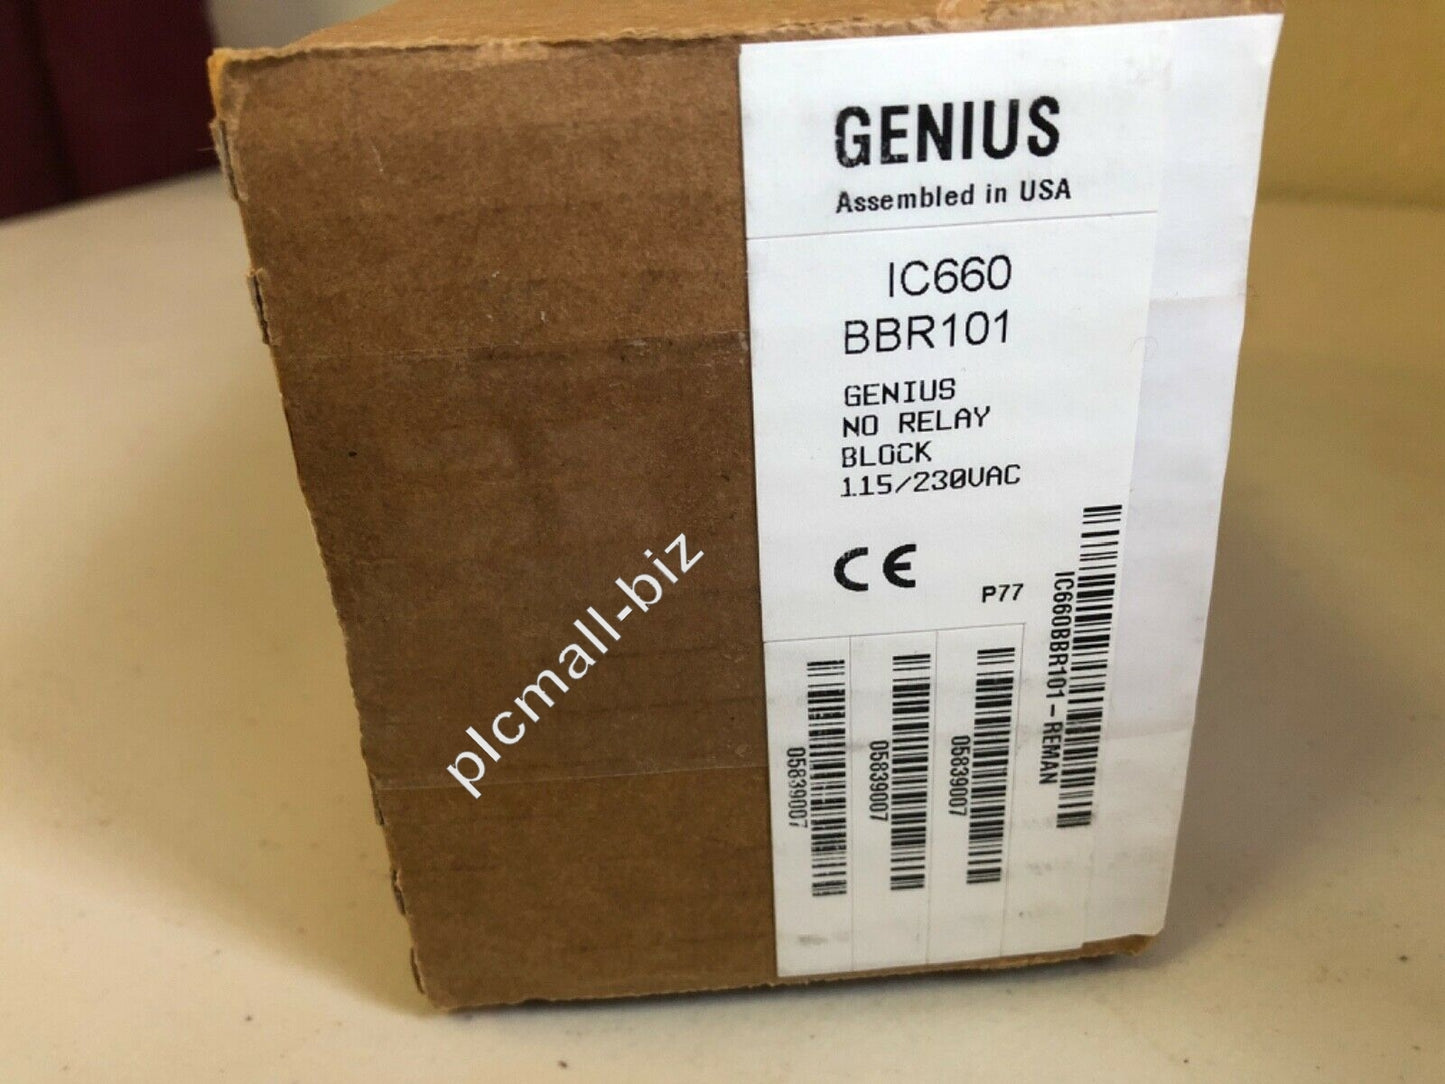 GENIUS
Assembled in USA
IC660
BBR101
GENIUS
NO RELAY
BLOCK
115/230VAC
CE
P77
IC660BBR101-REMAN
05839007
05839007
05839007
plcmall-biz